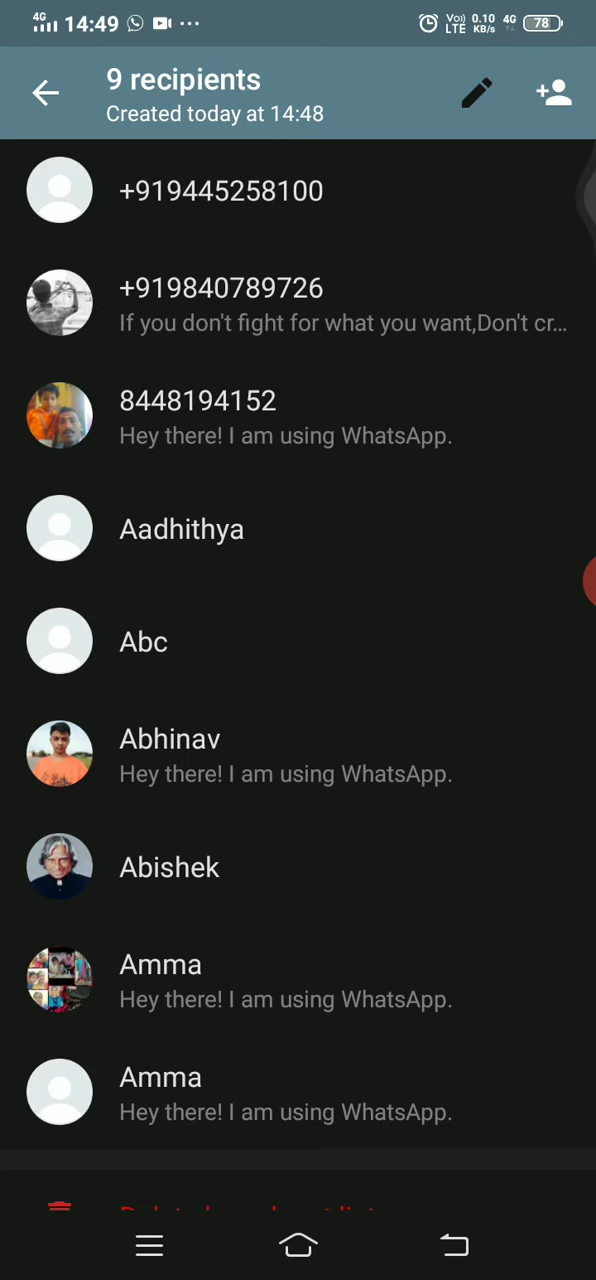 4G 14:49 Vo)) LTE 0.10 KB/s 4G 78
9 recipients
Created today at 14:48
+919445258100
+919840789726
If you don't fight for what you want,Don't cr...
8448194152
Hey there! I am using WhatsApp.
Aadhithya
Abc
Abhinav
Hey there! I am using WhatsApp.
Abishek
Amma
Hey there! I am using WhatsApp.
Amma
Hey there! I am using WhatsApp.